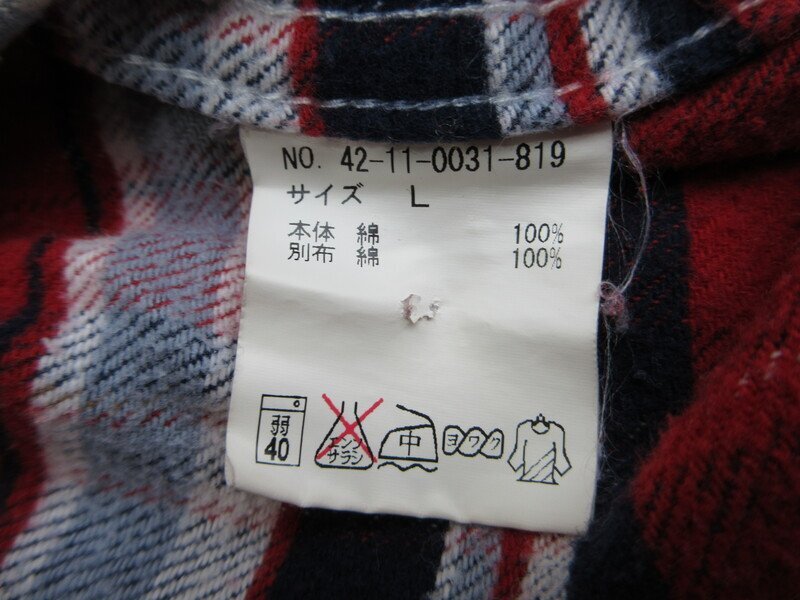 NO. 42-11-0031-819
サイズ L
本体 綿 100%
別布 綿 100%
弱 40
エンソ サラシ
中
ヨワク